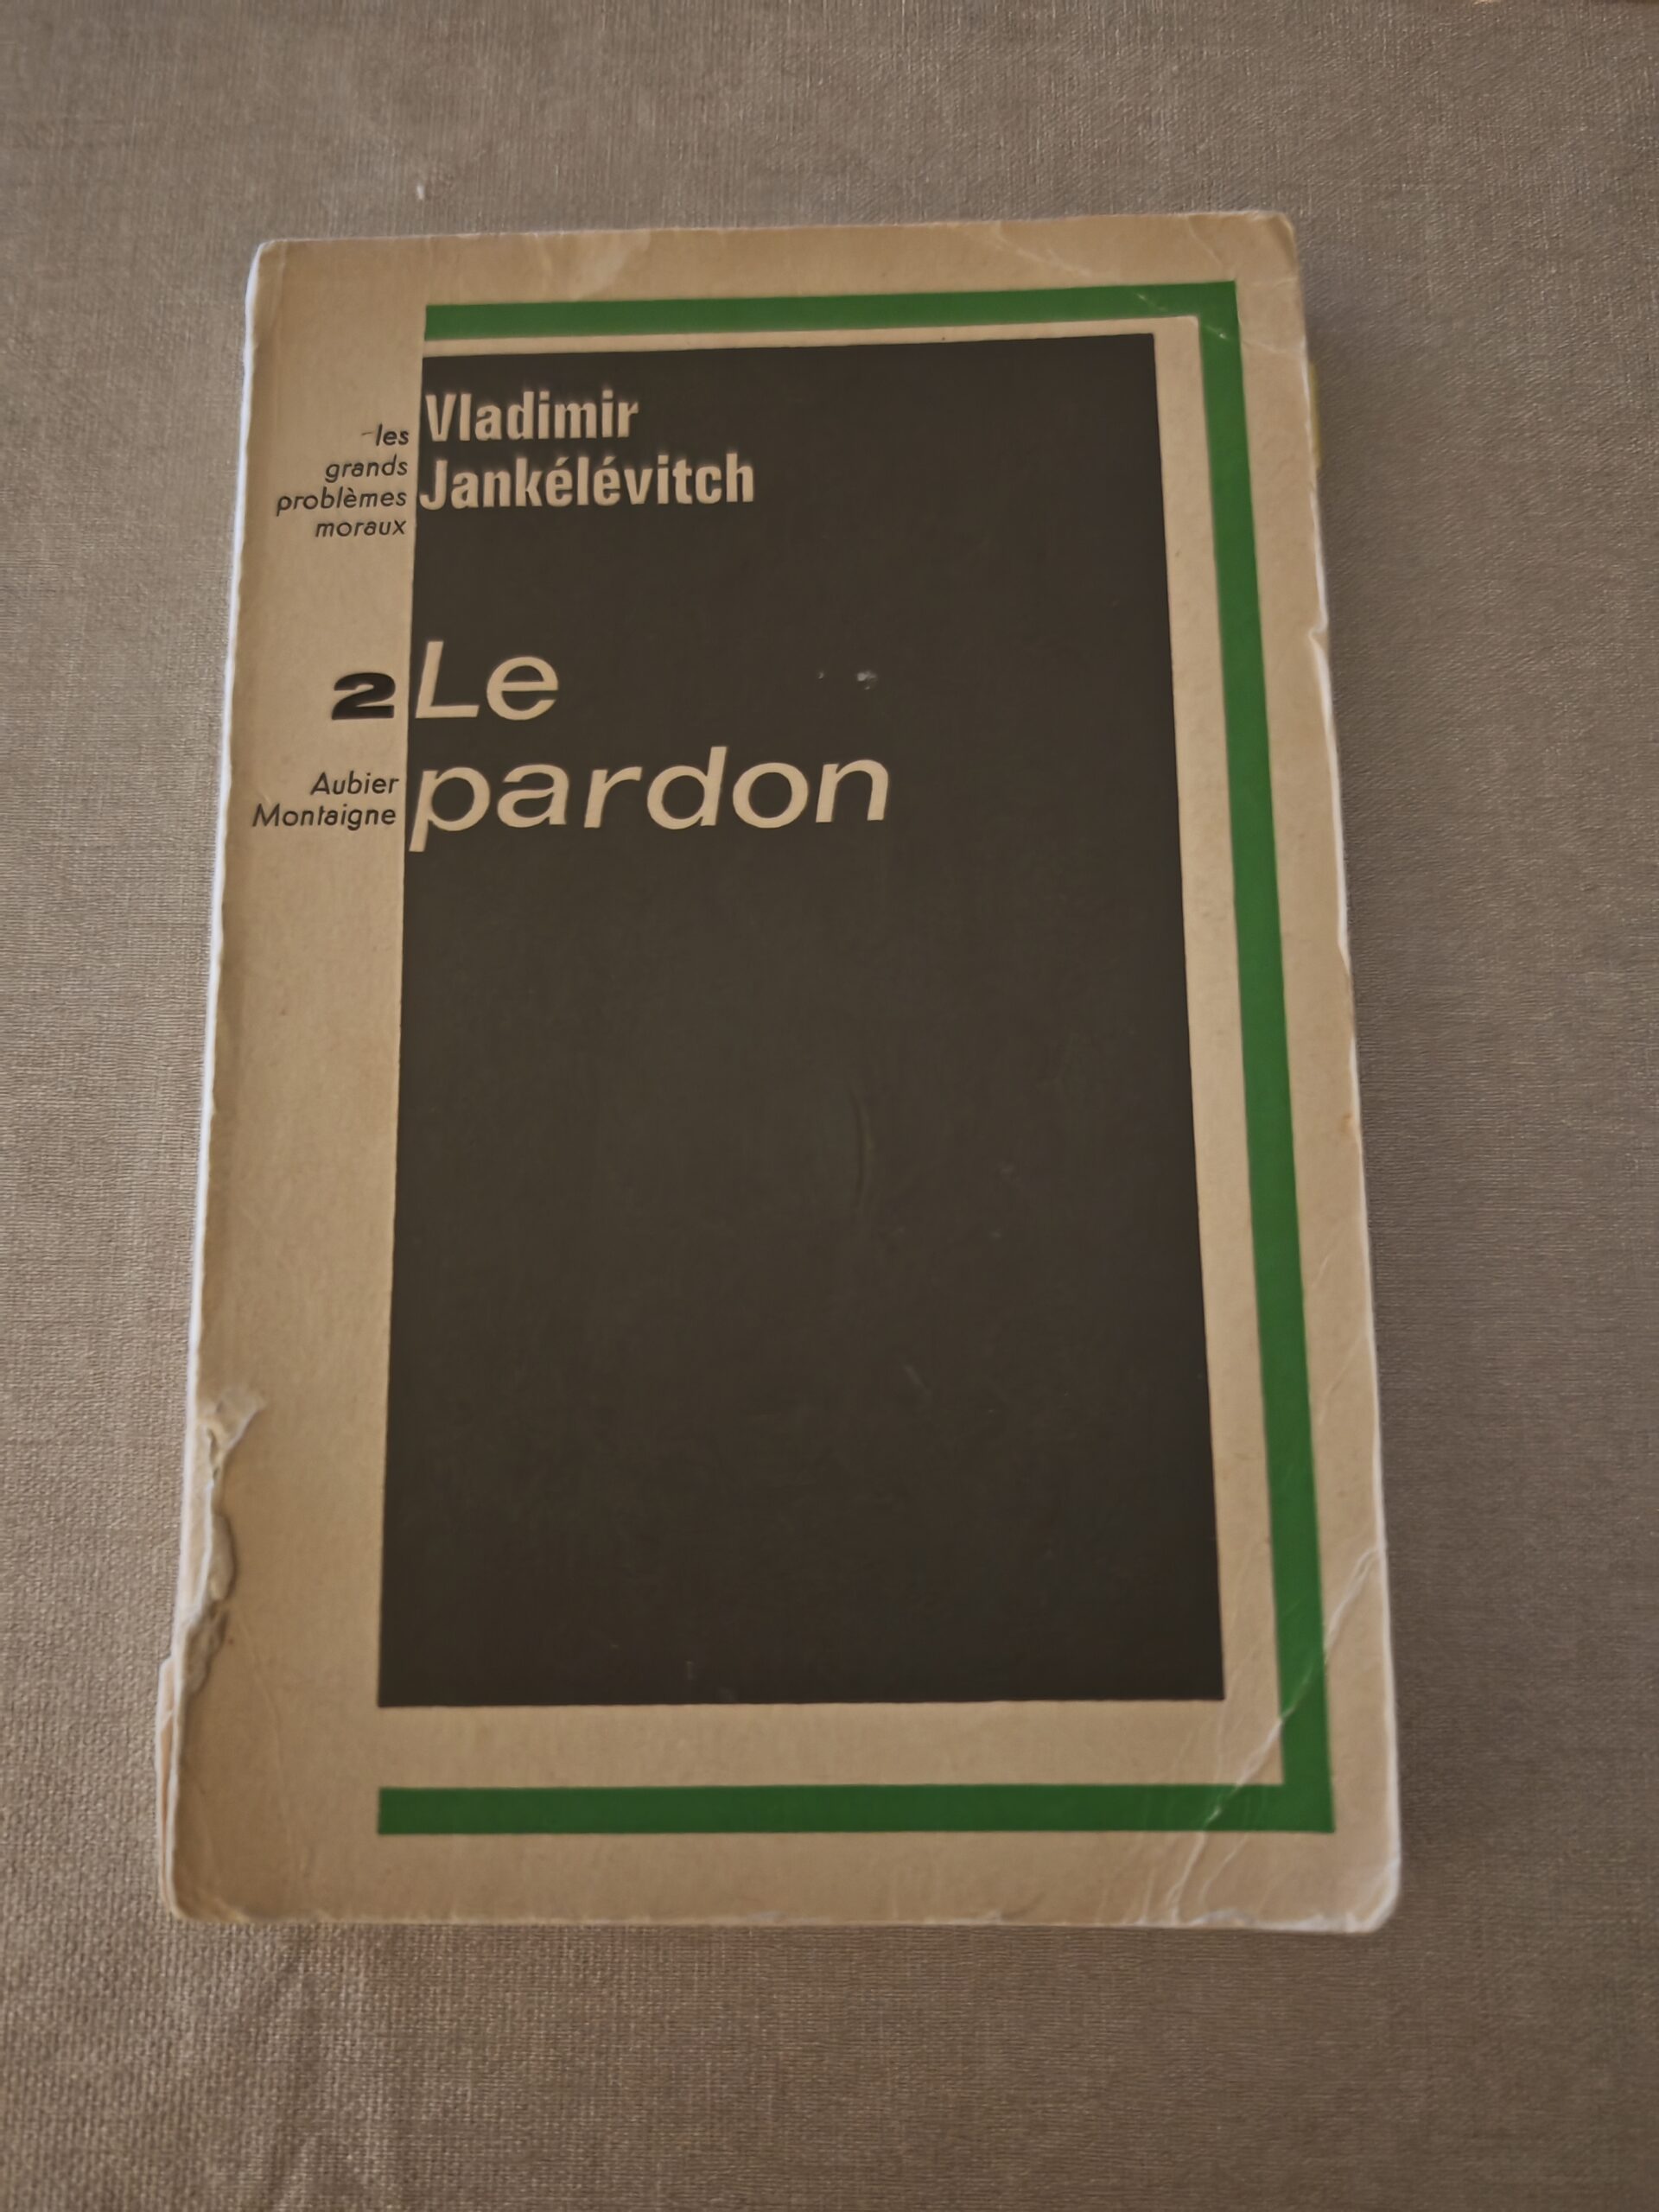 les
grands
problèmes
moraux
Vladimir
Jankélévitch
2
Le
pardon
Aubier
Montaigne